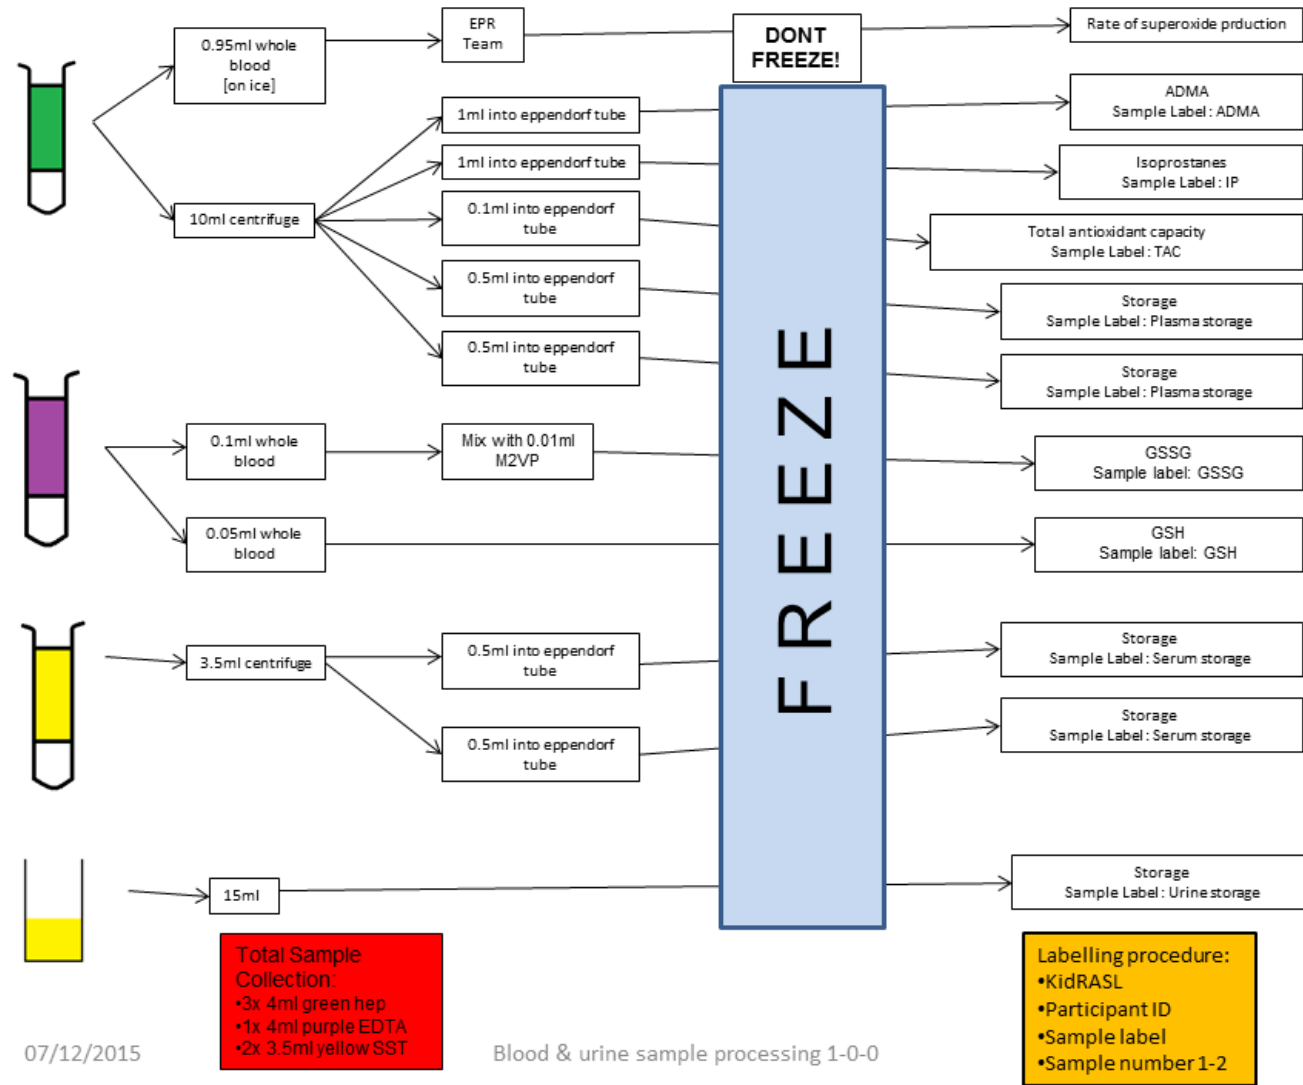 EPR
Team
DONT
FREEZE!
Rate of superoxide prduction
0.95ml whole
blood
[on ice]
1ml into eppendorf tube
ADMA
Sample Label: ADMA
1ml into eppendorf tube
Isoprostanes
Sample Label: IP
10ml centrifuge
0.1ml into eppendorf
tube
Total antioxidant capacity
Sample Label: TAC
0.5ml into eppendorf
tube
Storage
Sample Label: Plasma storage
0.5ml into eppendorf
tube
Storage
Sample Label: Plasma storage
FREEZE
0.1ml whole
blood
Mix with 0.01ml
M2VP
GSSG
Sample label: GSSG
0.05ml whole
blood
GSH
Sample label: GSH
3.5ml centrifuge
0.5ml into eppendorf
tube
Storage
Sample Label: Serum storage
0.5ml into eppendorf
tube
Storage
Sample Label: Serum storage
15ml
Storage
Sample Label: Urine storage
Total Sample
Collection:
•3x 4ml green hep
•1x 4ml purple EDTA
•2x 3.5ml yellow SST
Labelling procedure:
•KidRASL
•Participant ID
•Sample label
•Sample number 1-2
07/12/2015
Blood & urine sample processing 1-0-0